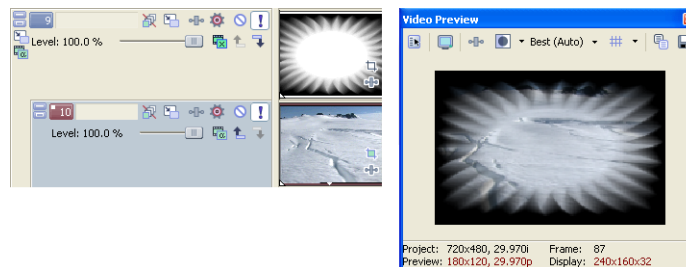 9
Level: 100.0 %
10
Level: 100.0 %
Video Preview
Best (Auto)
Project: 720x480, 29.970i Frame: 87
Preview: 180x120, 29.970p Display: 240x160x32